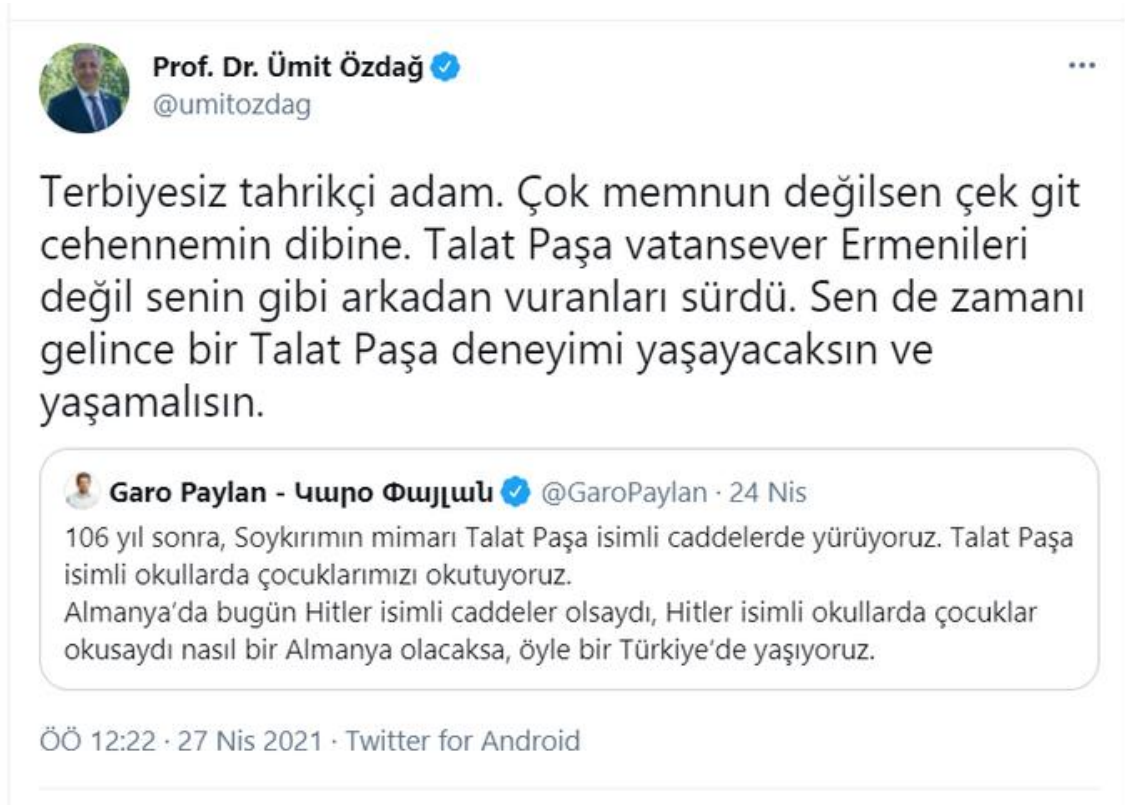 Prof. Dr. Ümit Özdağ
@umitozdag
Terbiyesiz tahrikçi adam. Çok memnun değilsen çek git
cehennemin dibine. Talat Paşa vatansever Ermenileri
değil senin gibi arkadan vuranları sürdü. Sen de zamanı
gelince bir Talat Paşa deneyimi yaşayacaksın ve
yaşamalısın.
Garo Paylan - Կարո Փայլան @GaroPaylan · 24 Nis
106 yıl sonra, Soykırımın mimarı Talat Paşa isimli caddelerde yürüyoruz. Talat Paşa
isimli okullarda çocuklarımızı okutuyoruz.
Almanya'da bugün Hitler isimli caddeler olsaydı, Hitler isimli okullarda çocuklar
okusaydı nasıl bir Almanya olacaksa, öyle bir Türkiye'de yaşıyoruz.
ÖÖ 12:22 · 27 Nis 2021 · Twitter for Android